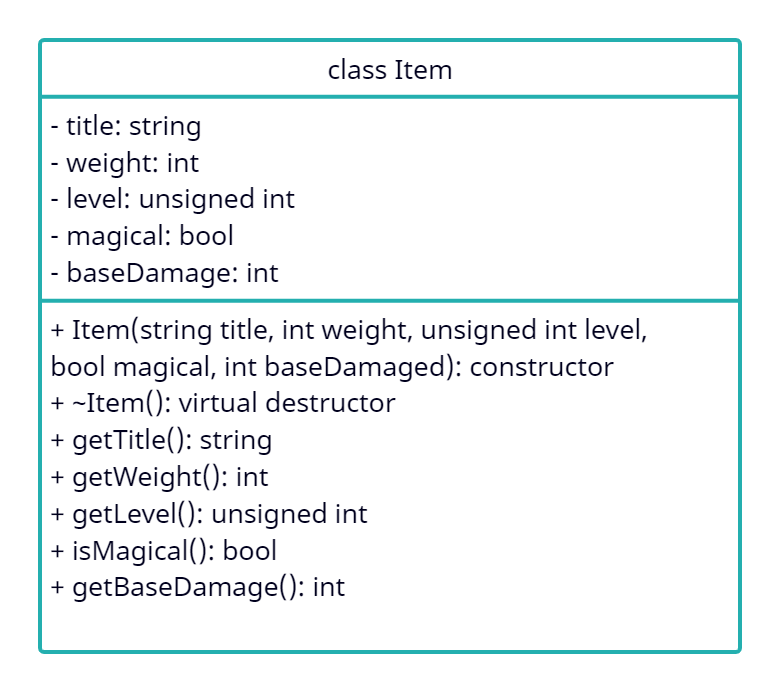 class Item
- title: string
- weight: int
- level: unsigned int
- magical: bool
- baseDamage: int
+ Item(string title, int weight, unsigned int level,
bool magical, int baseDamaged): constructor
+ ~Item(): virtual destructor
+ getTitle(): string
+ getWeight(): int
+ getLevel(): unsigned int
+ isMagical(): bool
+ getBaseDamage(): int